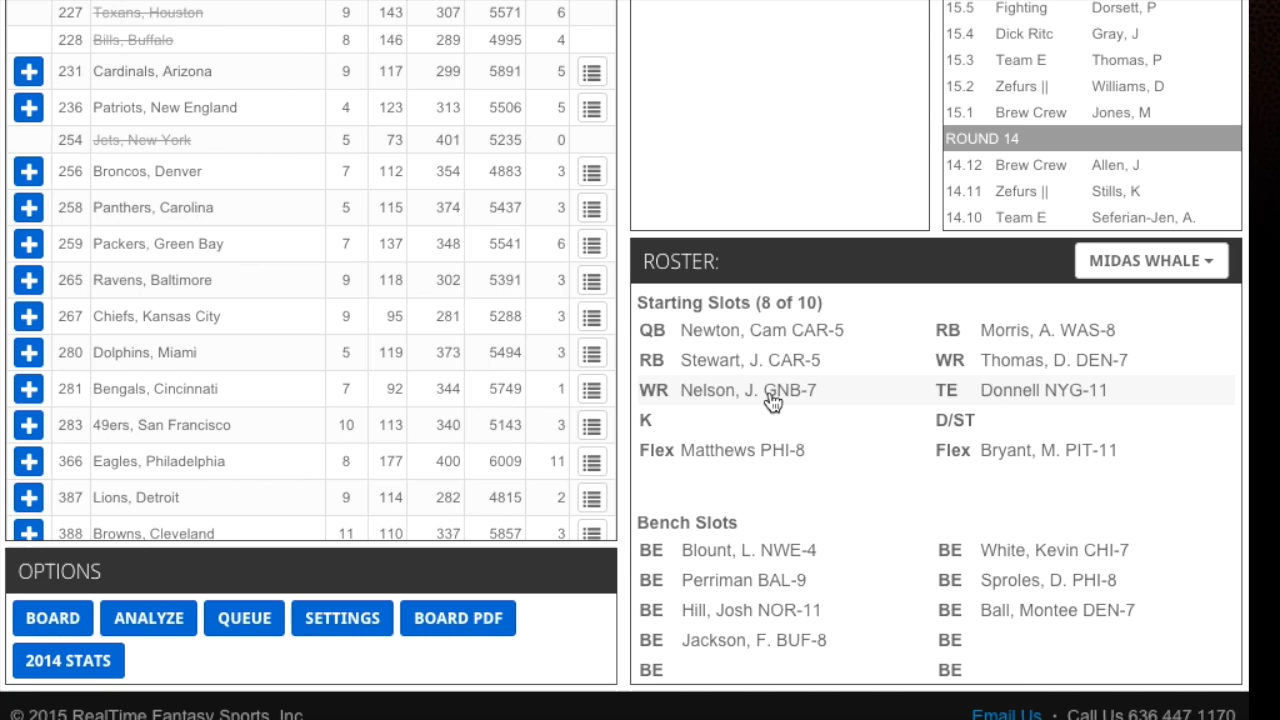 227 Texans, Houston 9 143 307 5571 6
228 Bills, Buffalo 8 146 289 4995 4
231 Cardinals, Arizona 9 117 299 5891 5
236 Patriots, New England 4 123 313 5506 5
254 Jets, New York 5 73 401 5235 0
256 Broncos, Denver 7 112 354 4883 3
258 Panthers, Carolina 5 115 374 5437 3
259 Packers, Green Bay 7 137 348 5541 6
265 Ravens, Baltimore 9 118 302 5391 3
267 Chiefs, Kansas City 9 95 281 5288 3
280 Dolphins, Miami 5 119 373 5494 3
281 Bengals, Cincinnati 7 92 344 5749 1
283 49ers, San Francisco 10 113 340 5143 3
366 Eagles, Philadelphia 8 177 400 6009 11
387 Lions, Detroit 9 114 282 4815 2
388 Browns, Cleveland 11 110 337 5857 3
OPTIONS
BOARD ANALYZE QUEUE SETTINGS BOARD PDF
2014 STATS
15.5 Fighting Dorsett, P
15.4 Dick Ritc Gray, J
15.3 Team E Thomas, P
15.2 Zefurs || Williams, D
15.1 Brew Crew Jones, M
ROUND 14
14.12 Brew Crew Allen, J
14.11 Zefurs || Stills, K
14.10 Team E Seferian-Jen, A.
ROSTER: MIDAS WHALE
Starting Slots (8 of 10)
QB Newton, Cam CAR-5 RB Morris, A. WAS-8
RB Stewart, J. CAR-5 WR Thomas, D. DEN-7
WR Nelson, J. GNB-7 TE Donnell NYG-11
K D/ST
Flex Matthews PHI-8 Flex Bryant, M. PIT-11
Bench Slots
BE Blount, L. NWE-4 BE White, Kevin CHI-7
BE Perriman BAL-9 BE Sproles, D. PHI-8
BE Hill, Josh NOR-11 BE Ball, Montee DEN-7
BE Jackson, F. BUF-8 BE
BE BE
© 2015 RealTime Fantasy Sports, Inc. Email Us · Call Us 636.447.1170